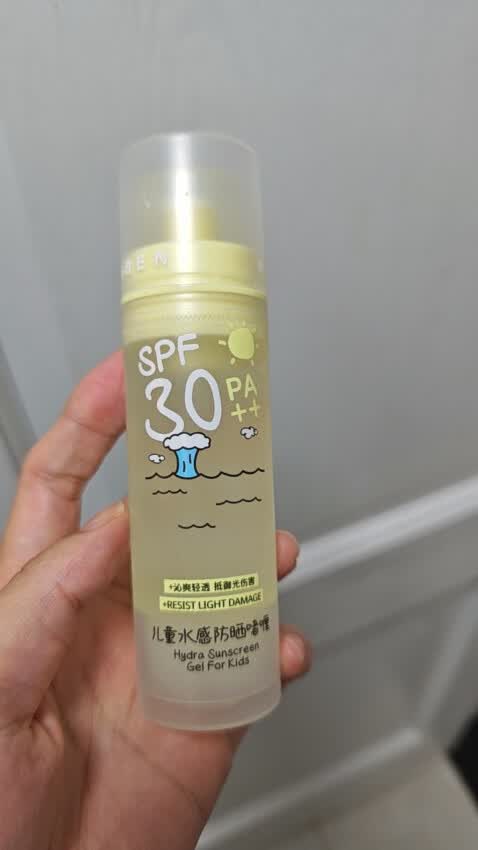 SPF
30
PA
++
+沁爽轻透 抵御光伤害
+RESIST LIGHT DAMAGE
儿童水感防晒啫喱
Hydra Sunscreen
Gel For Kids